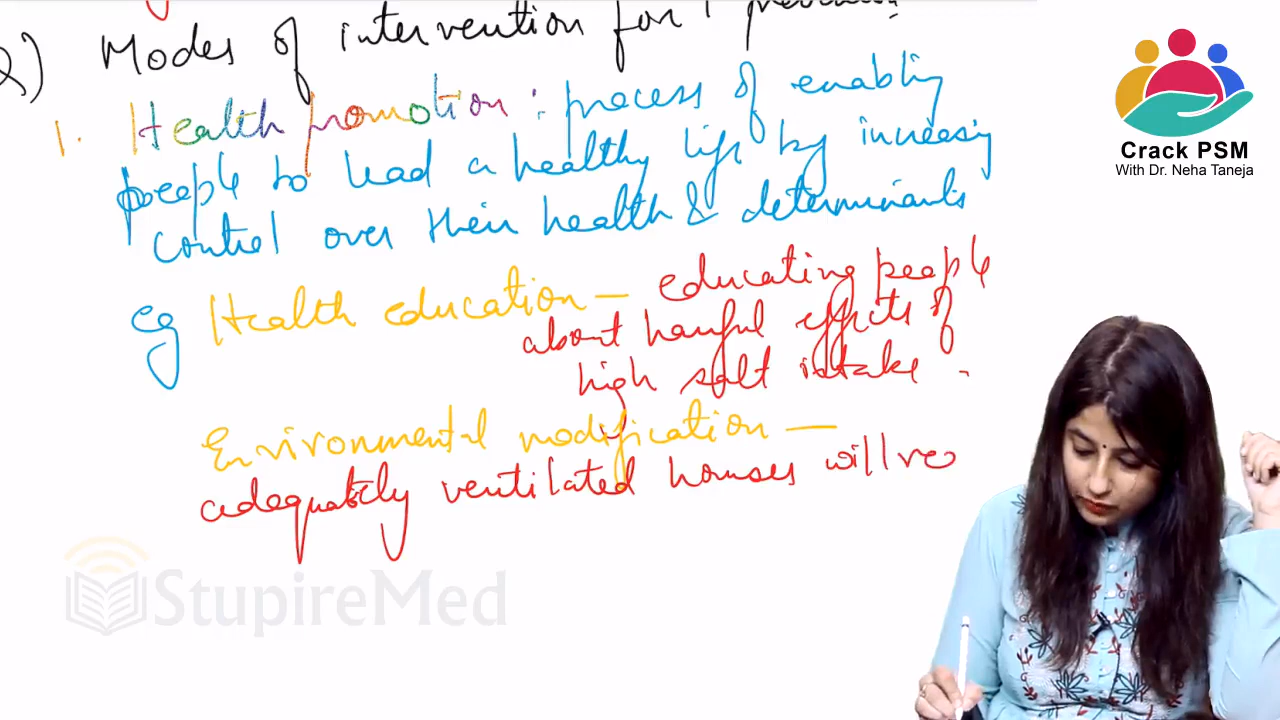 2) Modes of intervention for 1°
1. Health promotion : process of enabling
people to lead a healthy life by increasing
control over their health & determinants
eg Health education — educating people
about harmful effects of
high salt intake .
Environmental modification —
adequately ventilated houses will re
Crack PSM
With Dr. Neha Taneja
StupireMed